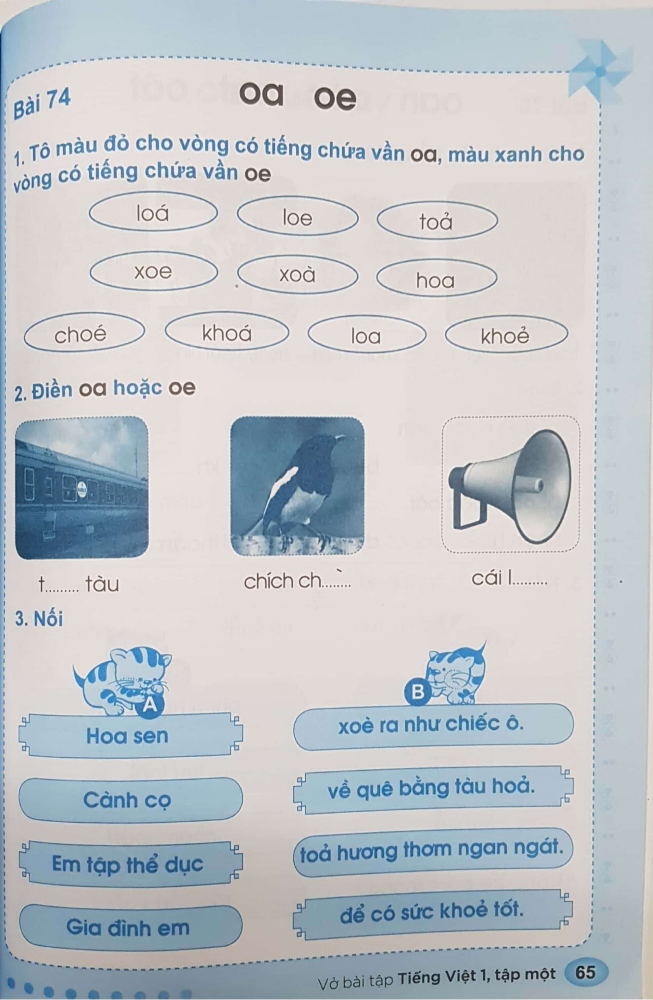 Bài 74
oa oe
1. Tô màu đỏ cho vòng có tiếng chứa vần oa, màu xanh cho
vòng có tiếng chứa vần oe
loá loe toả
xoe xoà hoa
choé khoá loa khoẻ
2. Điền oa hoặc oe
t......... tàu
chích ch........̀
cái l.........
3. Nối
A
B
Hoa sen
xoè ra như chiếc ô.
Cành cọ
về quê bằng tàu hoả.
Em tập thể dục
toả hương thơm ngan ngát.
Gia đình em
để có sức khoẻ tốt.
Vở bài tập Tiếng Việt 1, tập một 65